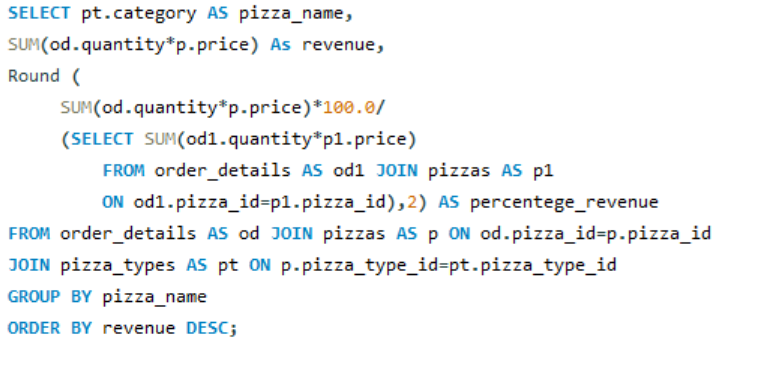 SELECT pt.category AS pizza_name,
SUM(od.quantity*p.price) As revenue,
Round (
SUM(od.quantity*p.price)*100.0/
(SELECT SUM(od1.quantity*p1.price)
FROM order_details AS od1 JOIN pizzas AS p1
ON od1.pizza_id=p1.pizza_id),2) AS percentege_revenue
FROM order_details AS od JOIN pizzas AS p ON od.pizza_id=p.pizza_id
JOIN pizza_types AS pt ON p.pizza_type_id=pt.pizza_type_id
GROUP BY pizza_name
ORDER BY revenue DESC;